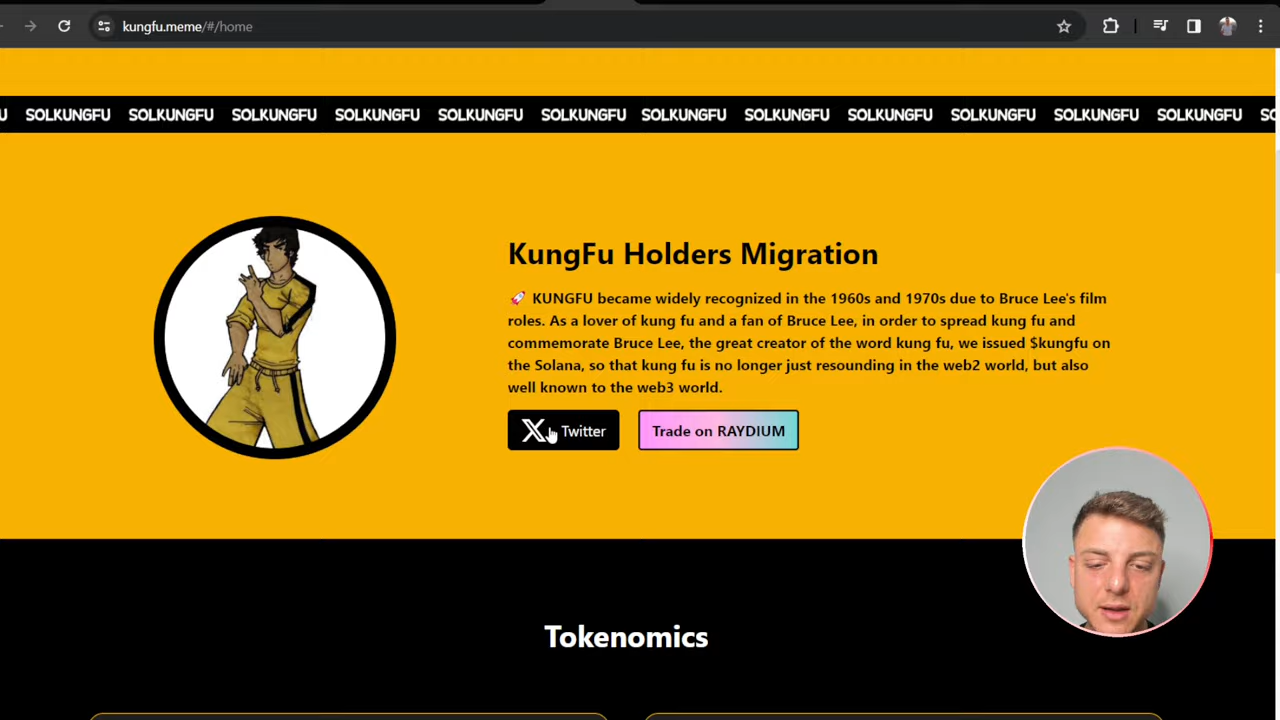 kungfu.meme/#/home
U SOLKUNGFU SOLKUNGFU SOLKUNGFU SOLKUNGFU SOLKUNGFU SOLKUNGFU SOLKUNGFU SOLKUNGFU SOLKUNGFU SOLKUNGFU SOLKUNGFU SOLKUNGFU SO
KungFu Holders Migration
🚀 KUNGFU became widely recognized in the 1960s and 1970s due to Bruce Lee's film
roles. As a lover of kung fu and a fan of Bruce Lee, in order to spread kung fu and
commemorate Bruce Lee, the great creator of the word kung fu, we issued $kungfu on
the Solana, so that kung fu is no longer just resounding in the web2 world, but also
well known to the web3 world.
X Twitter
Trade on RAYDIUM
Tokenomics